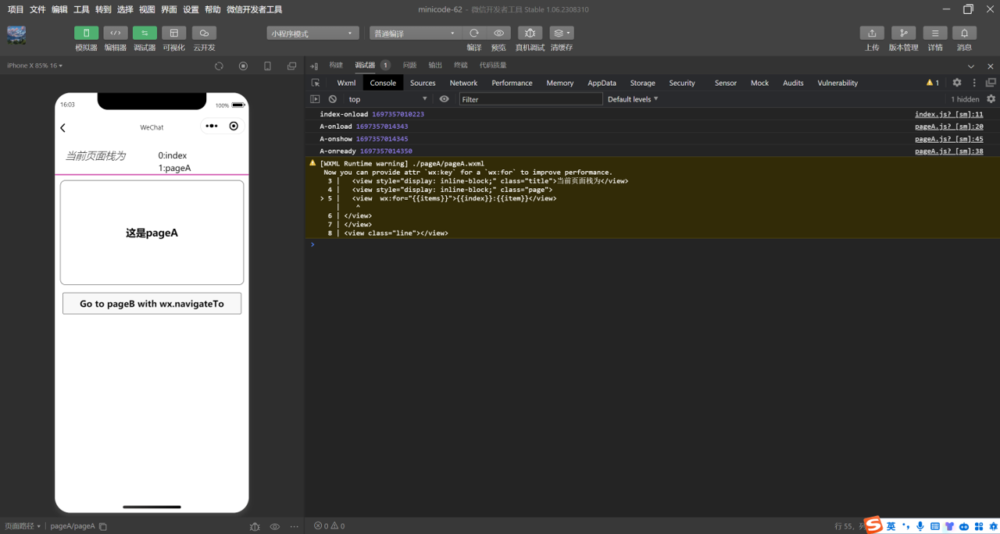 项目 文件 编辑 工具 转到 选择 视图 界面 设置 帮助 微信开发者工具
minicode-62 - 微信开发者工具 Stable 1.06.2308310
模拟器 编辑器 调试器 可视化 云开发
小程序模式 普通编译
编译 预览 真机调试 清缓存
上传 版本管理 详情 消息
iPhone X 85% 16
构建 调试器 1 问题 输出 终端 代码质量
Wxml Console Sources Network Performance Memory AppData Storage Security Sensor Mock Audits Vulnerability 1
top Filter Default levels 1 hidden
16:03 100%
WeChat
当前页面栈为 0:index
1:pageA
这是pageA
Go to pageB with wx.navigateTo
index-onload 1697357010223 index.js? [sm]:11
A-onload 1697357014343 pageA.js? [sm]:20
A-onshow 1697357014345 pageA.js? [sm]:45
A-onready 1697357014350 pageA.js? [sm]:38
[WXML Runtime warning] ./pageA/pageA.wxml
Now you can provide attr `wx:key` for a `wx:for` to improve performance.
3 | <view style="display: inline-block;" class="title">当前页面栈为</view>
4 | <view style="display: inline-block;" class="page">
> 5 | <view  wx:for="{{items}}">{{index}}:{{item}}</view>
| ^
6 | </view>
7 | </view>
8 | <view class="line"></view>
>
页面路径 | pageA/pageA
0 0
行 55，列
英